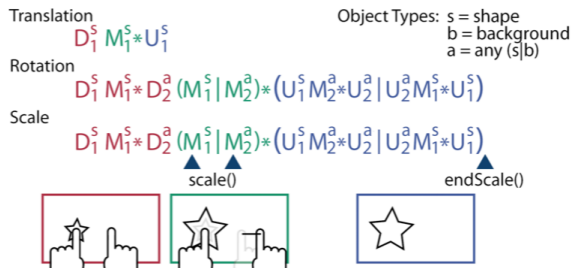 Translation
Object Types: s = shape
b = background
a = any (s|b)
D₁ˢ M₁ˢ* U₁ˢ
Rotation
D₁ˢ M₁ˢ* D₂ᵃ (M₁ˢ|M₂ᵃ)* (U₁ˢ M₂ᵃ* U₂ᵃ | U₂ᵃ M₁ˢ* U₁ˢ)
Scale
D₁ˢ M₁ˢ* D₂ᵃ (M₁ˢ|M₂ᵃ)* (U₁ˢ M₂ᵃ* U₂ᵃ | U₂ᵃ M₁ˢ* U₁ˢ)
scale()
endScale()